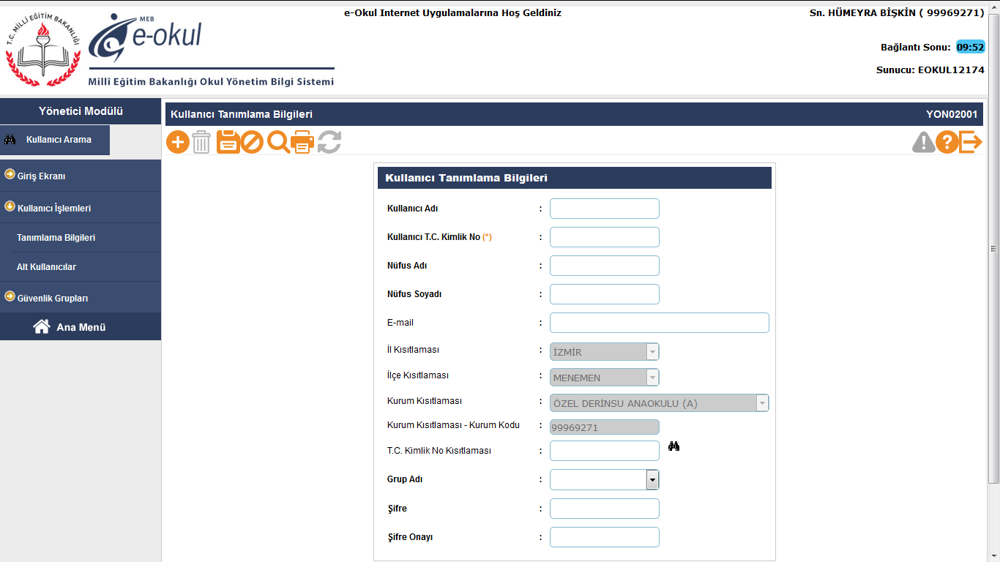 e-Okul Internet Uygulamalarına Hoş Geldiniz
Sn. HÜMEYRA BİŞKİN ( 99969271)
T.C. MİLLÎ EĞİTİM BAKANLIĞI
MEB
e-okul
Millî Eğitim Bakanlığı Okul Yönetim Bilgi Sistemi
Bağlantı Sonu: 09:52
Sunucu: EOKUL12174
Yönetici Modülü
Kullanıcı Arama
Giriş Ekranı
Kullanıcı İşlemleri
Tanımlama Bilgileri
Alt Kullanıcılar
Güvenlik Grupları
Ana Menü
Kullanıcı Tanımlama Bilgileri YON02001
Kullanıcı Tanımlama Bilgileri
Kullanıcı Adı :
Kullanıcı T.C. Kimlik No (*) :
Nüfus Adı :
Nüfus Soyadı :
E-mail :
İl Kısıtlaması : İZMİR
İlçe Kısıtlaması : MENEMEN
Kurum Kısıtlaması : ÖZEL DERİNSU ANAOKULU (A)
Kurum Kısıtlaması - Kurum Kodu : 99969271
T.C. Kimlik No Kısıtlaması :
Grup Adı :
Şifre :
Şifre Onayı :